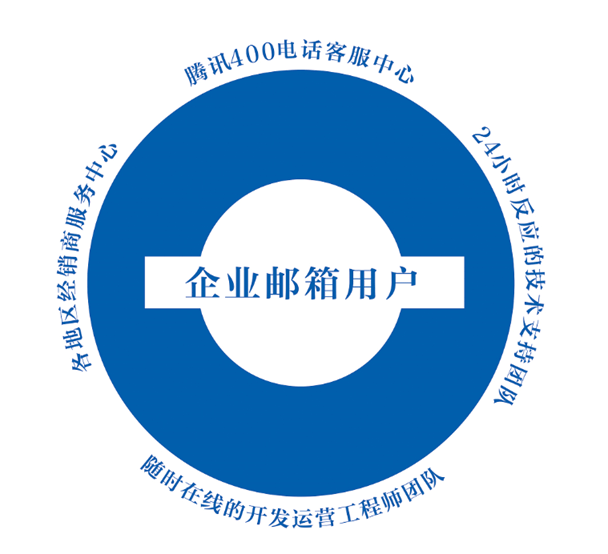 腾讯400电话客服中心
24小时反应的技术支持团队
企业邮箱用户
各地区经销商服务中心
随时在线的开发运营工程师团队